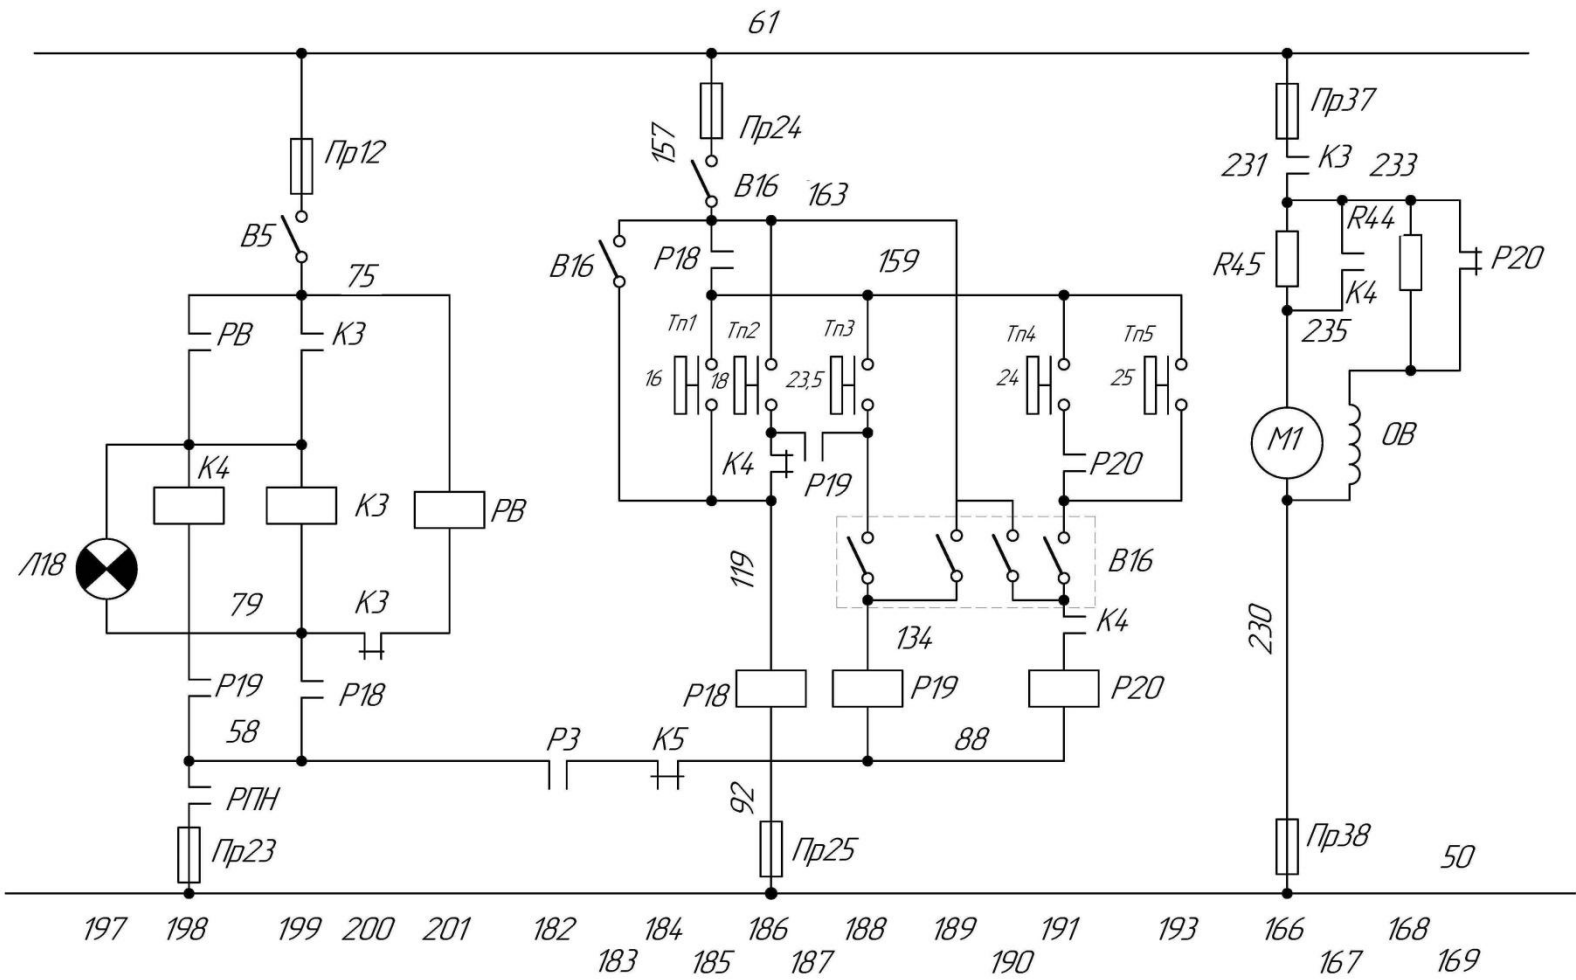 61
Пр12
В5
75
РВ
К3
К4
К3
РВ
Л18
79
К3
Р19
Р18
58
РПН
Пр23
157
Пр24
В16
163
В16
Р18
159
Тп1
Тп2
Тп3
Тп4
Тп5
16
18
23,5
24
25
К4
Р19
Р20
119
В16
134
К4
Р18
Р19
Р20
Р3
К5
88
92
Пр25
Пр37
231
К3
233
R44
R45
К4
Р20
235
М1
ОВ
230
Пр38
50
197 198 199 200 201 182 184 186 188 189 191 193 166 168
183 185 187 190 167 169